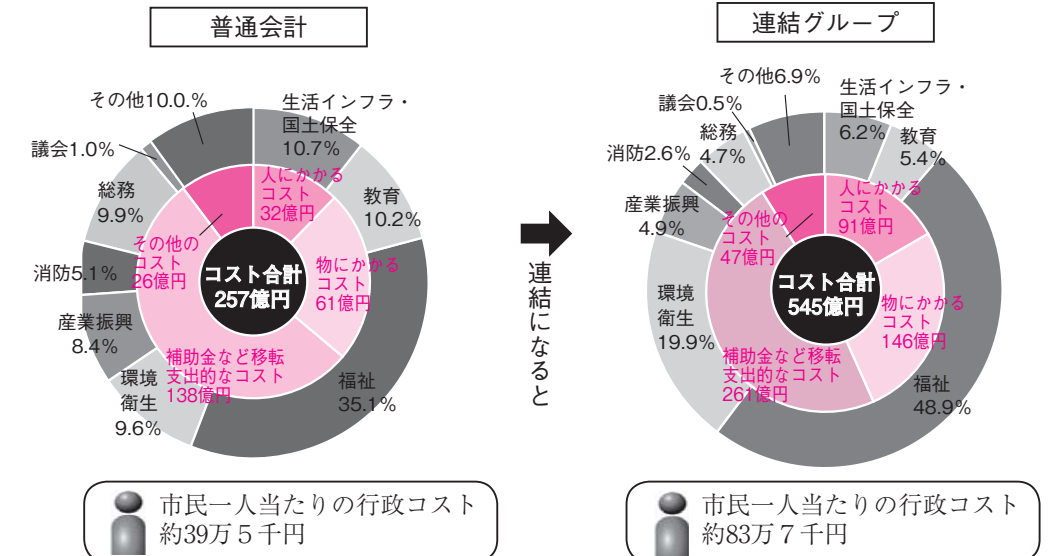 普通会計
その他10.0.%
議会1.0%
総務
9.9%
消防5.1%
産業振興
8.4%
環境
衛生
9.6%
生活インフラ・
国土保全
10.7%
教育
10.2%
福祉
35.1%
人にかかる
コスト
32億円
物にかかる
コスト
61億円
補助金など移転
支出的なコスト
138億円
その他の
コスト
26億円
コスト合計
257億円
市民一人当たりの行政コスト
約39万5千円
連結になると
連結グループ
その他6.9%
議会0.5%
総務
4.7%
消防2.6%
産業振興
4.9%
環境
衛生
19.9%
生活インフラ・
国土保全
6.2%
教育
5.4%
福祉
48.9%
人にかかる
コスト
91億円
物にかかる
コスト
146億円
補助金など移転
支出的なコスト
261億円
その他の
コスト
47億円
コスト合計
545億円
市民一人当たりの行政コスト
約83万7千円